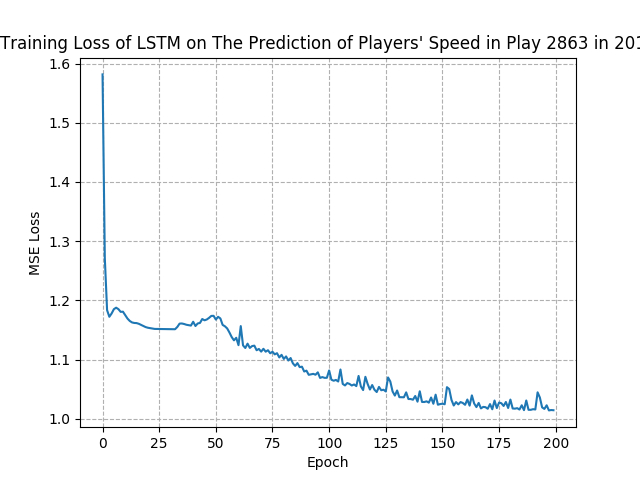 Training Loss of LSTM on The Prediction of Players' Speed in Play 2863 in 201
1.6
1.5
1.4
1.3
1.2
1.1
1.0
MSE Loss
0 25 50 75 100 125 150 175 200
Epoch